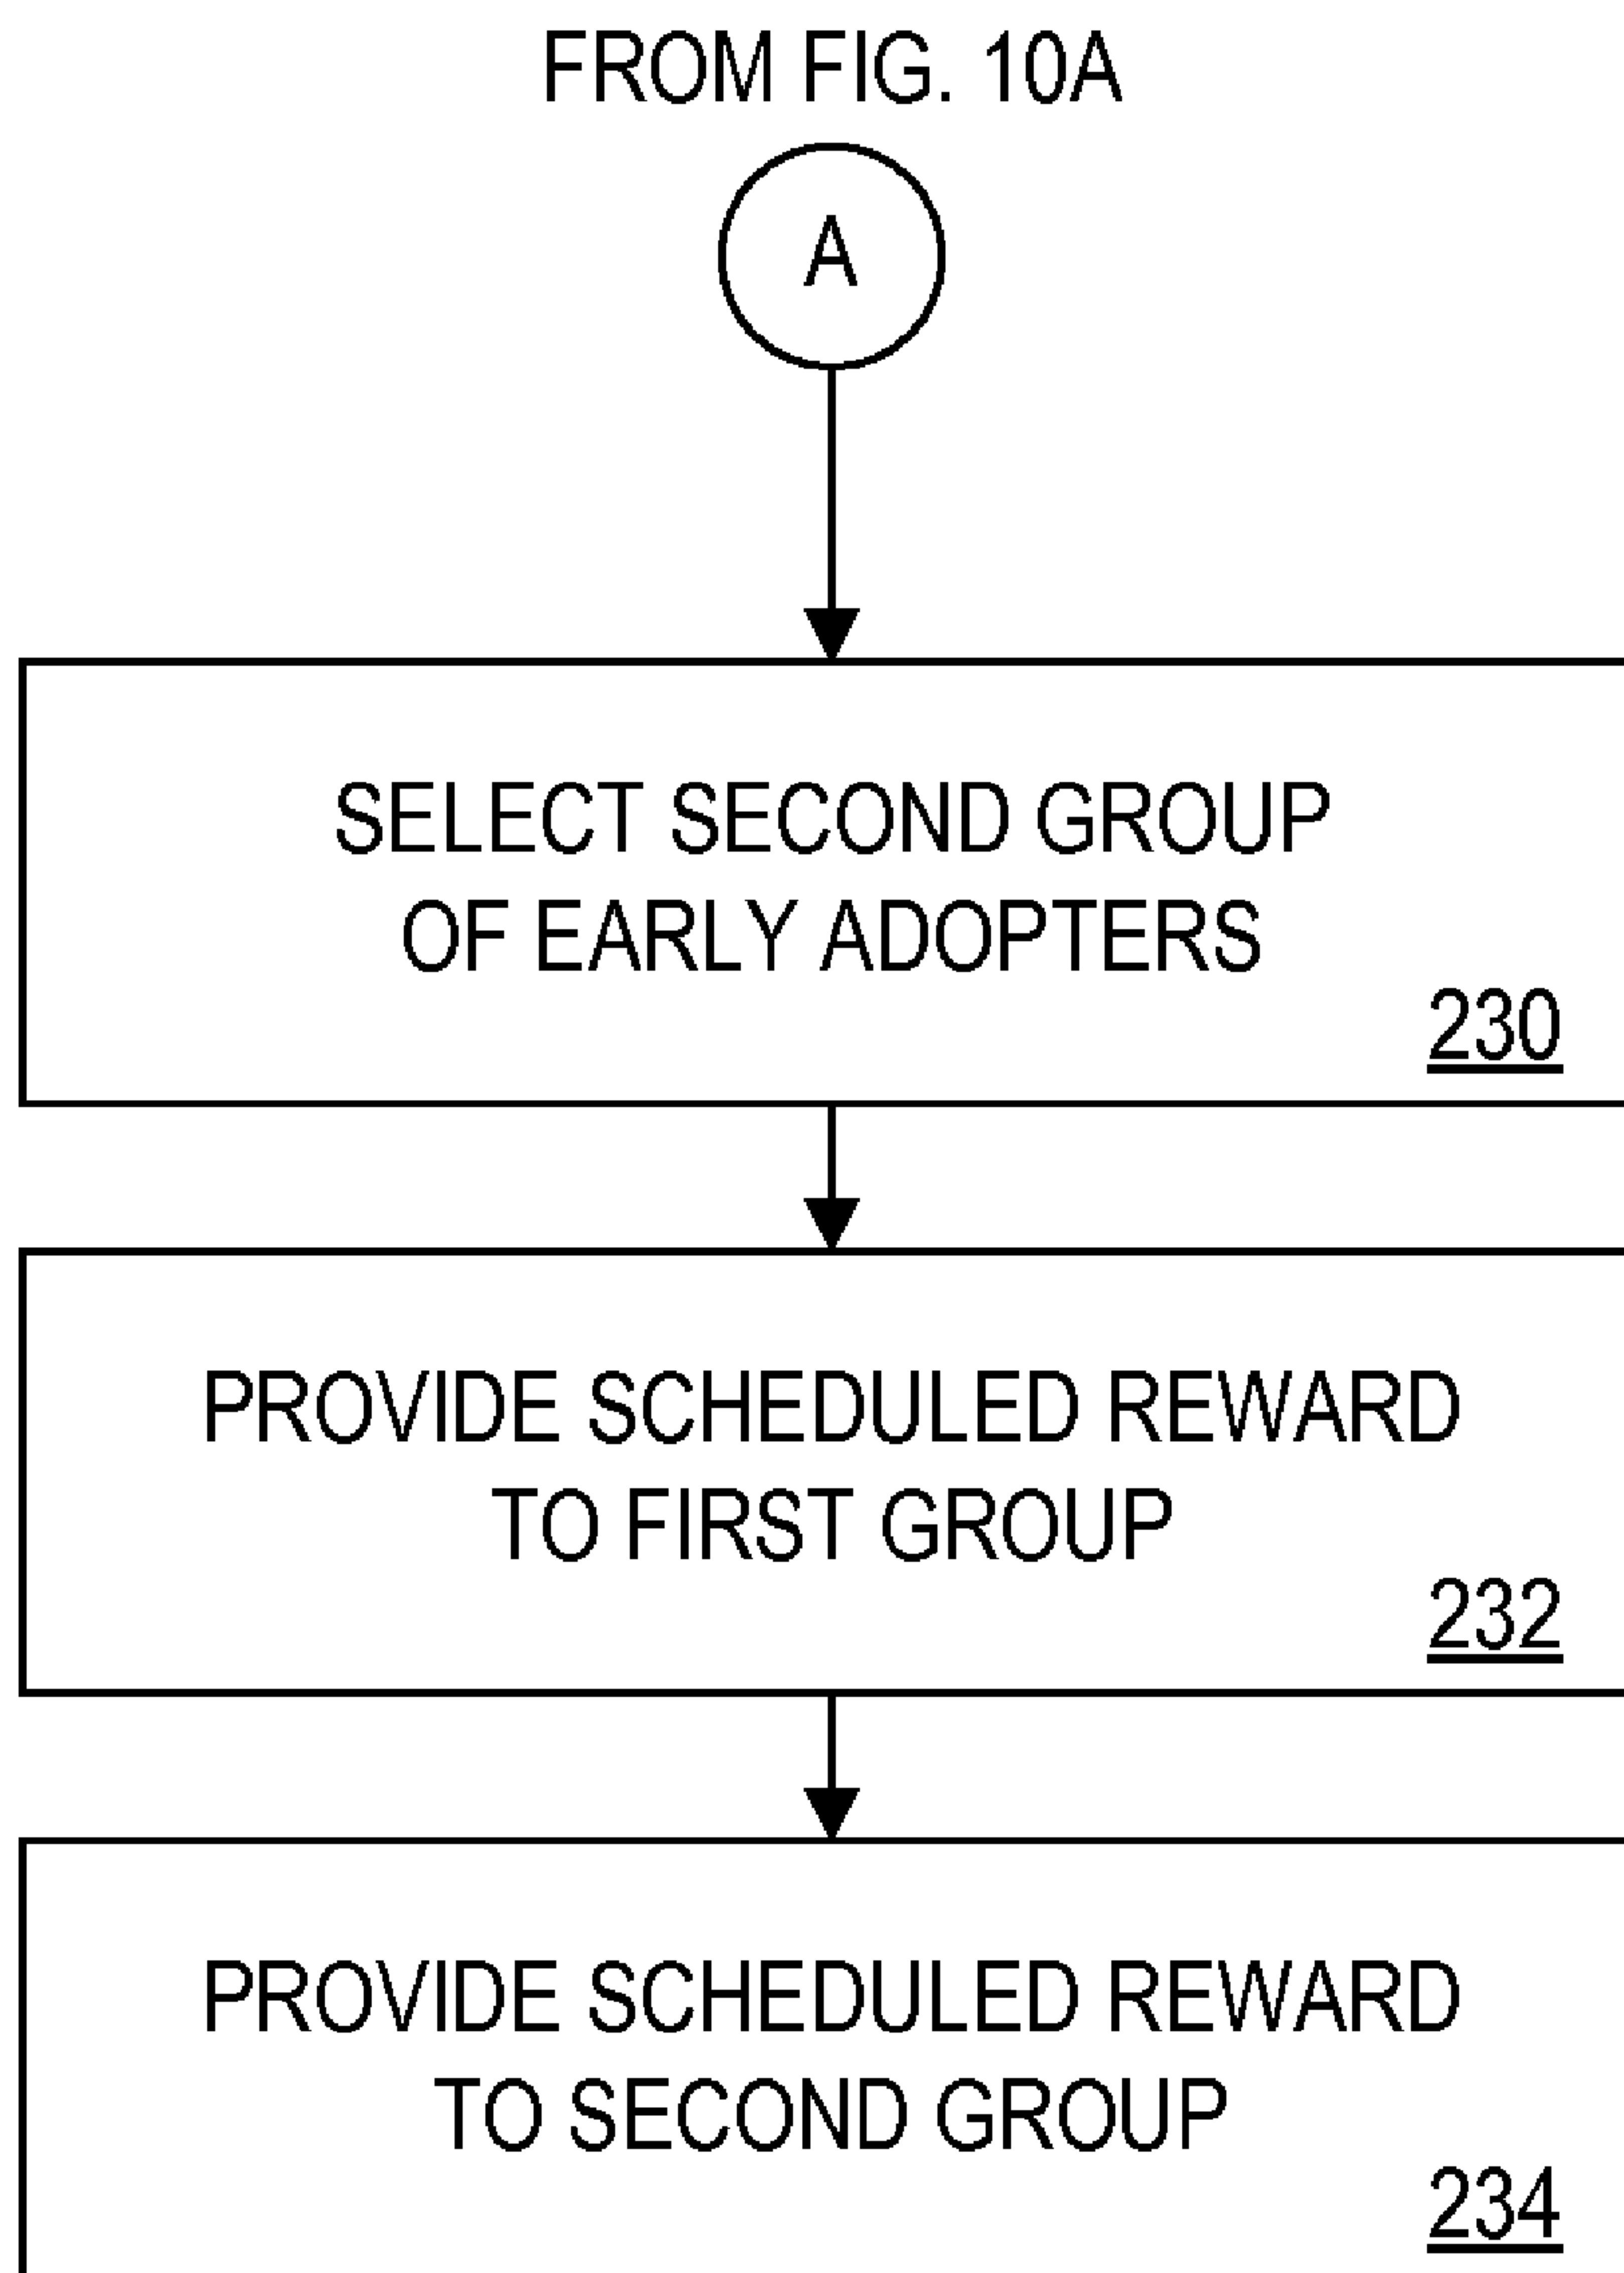 FROM FIG. 10A
A
SELECT SECOND GROUP
OF EARLY ADOPTERS
230
PROVIDE SCHEDULED REWARD
TO FIRST GROUP
232
PROVIDE SCHEDULED REWARD
TO SECOND GROUP
234